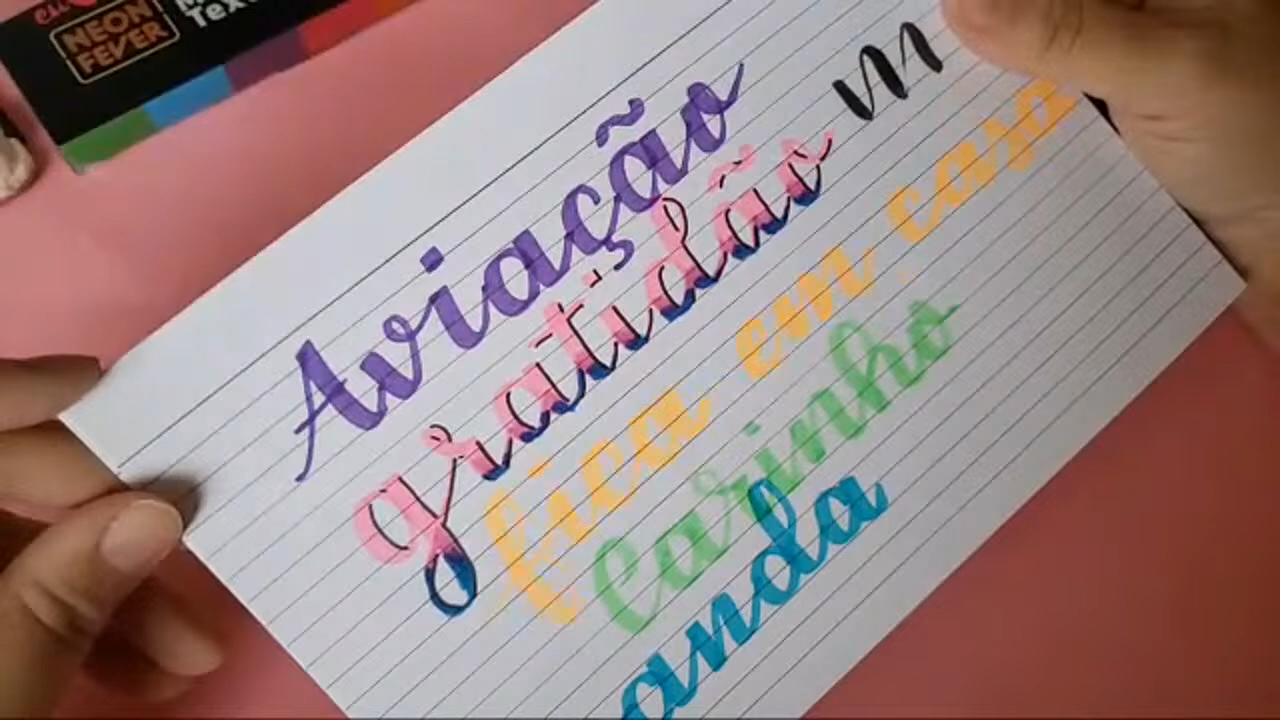 NEON
FEVER
Aviação
m
gratidão
fica em casa
carinho
anda